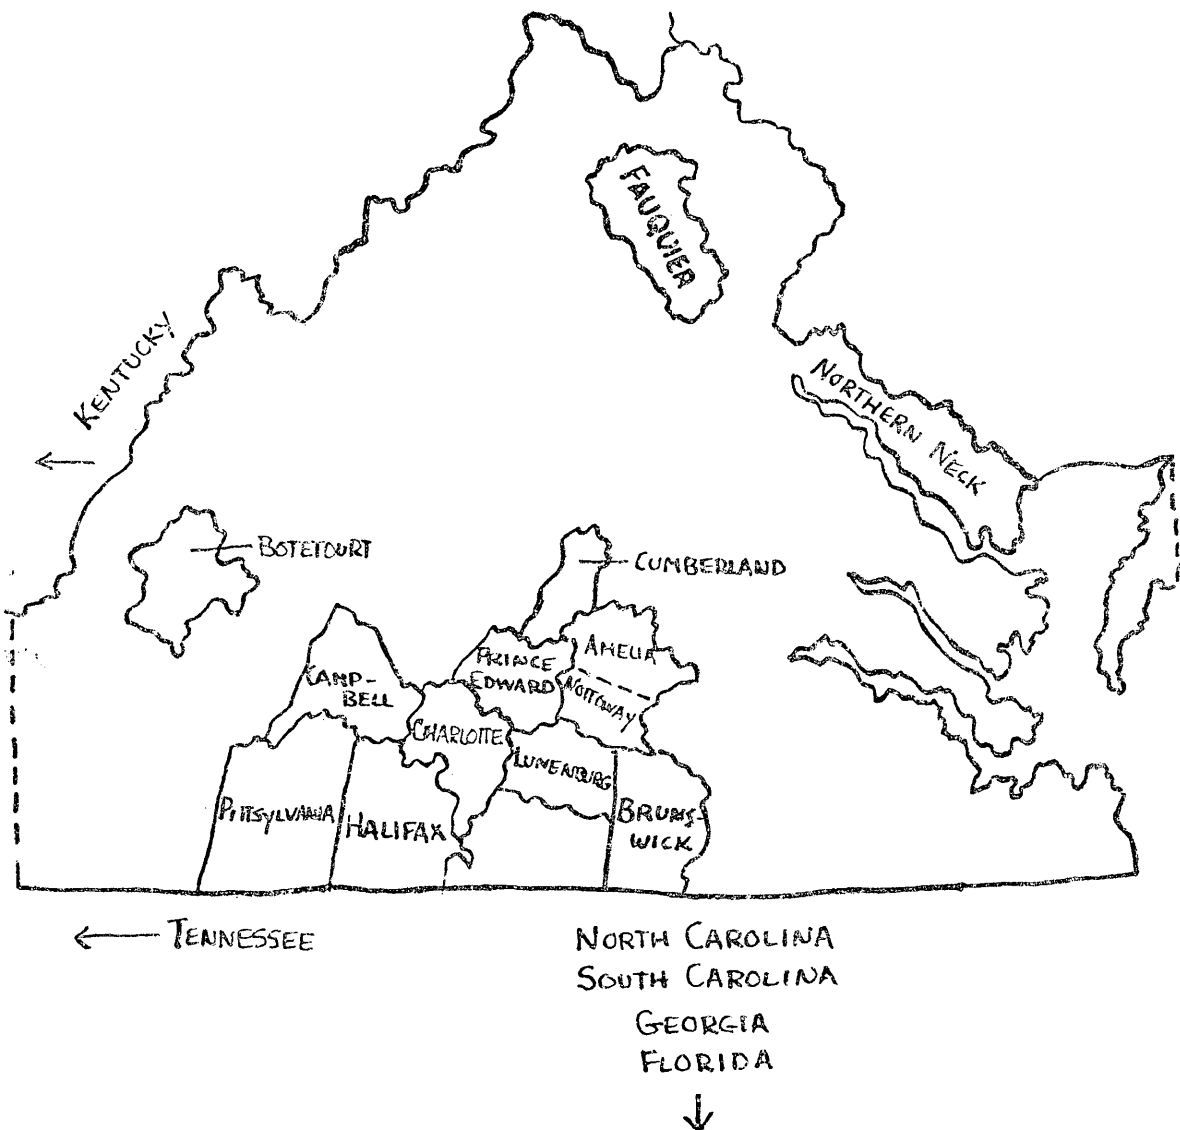 FAUQUIER
KENTUCKY
NORTHERN NECK
BOTETOURT
CUMBERLAND
AMELIA
PRINCE
EDWARD
NOTTOWAY
CAMP-
BELL
CHARLOTTE
LUNENBURG
PITTSYLVANIA
HALIFAX
BRUNS-
WICK
TENNESSEE
NORTH CAROLINA
SOUTH CAROLINA
GEORGIA
FLORIDA